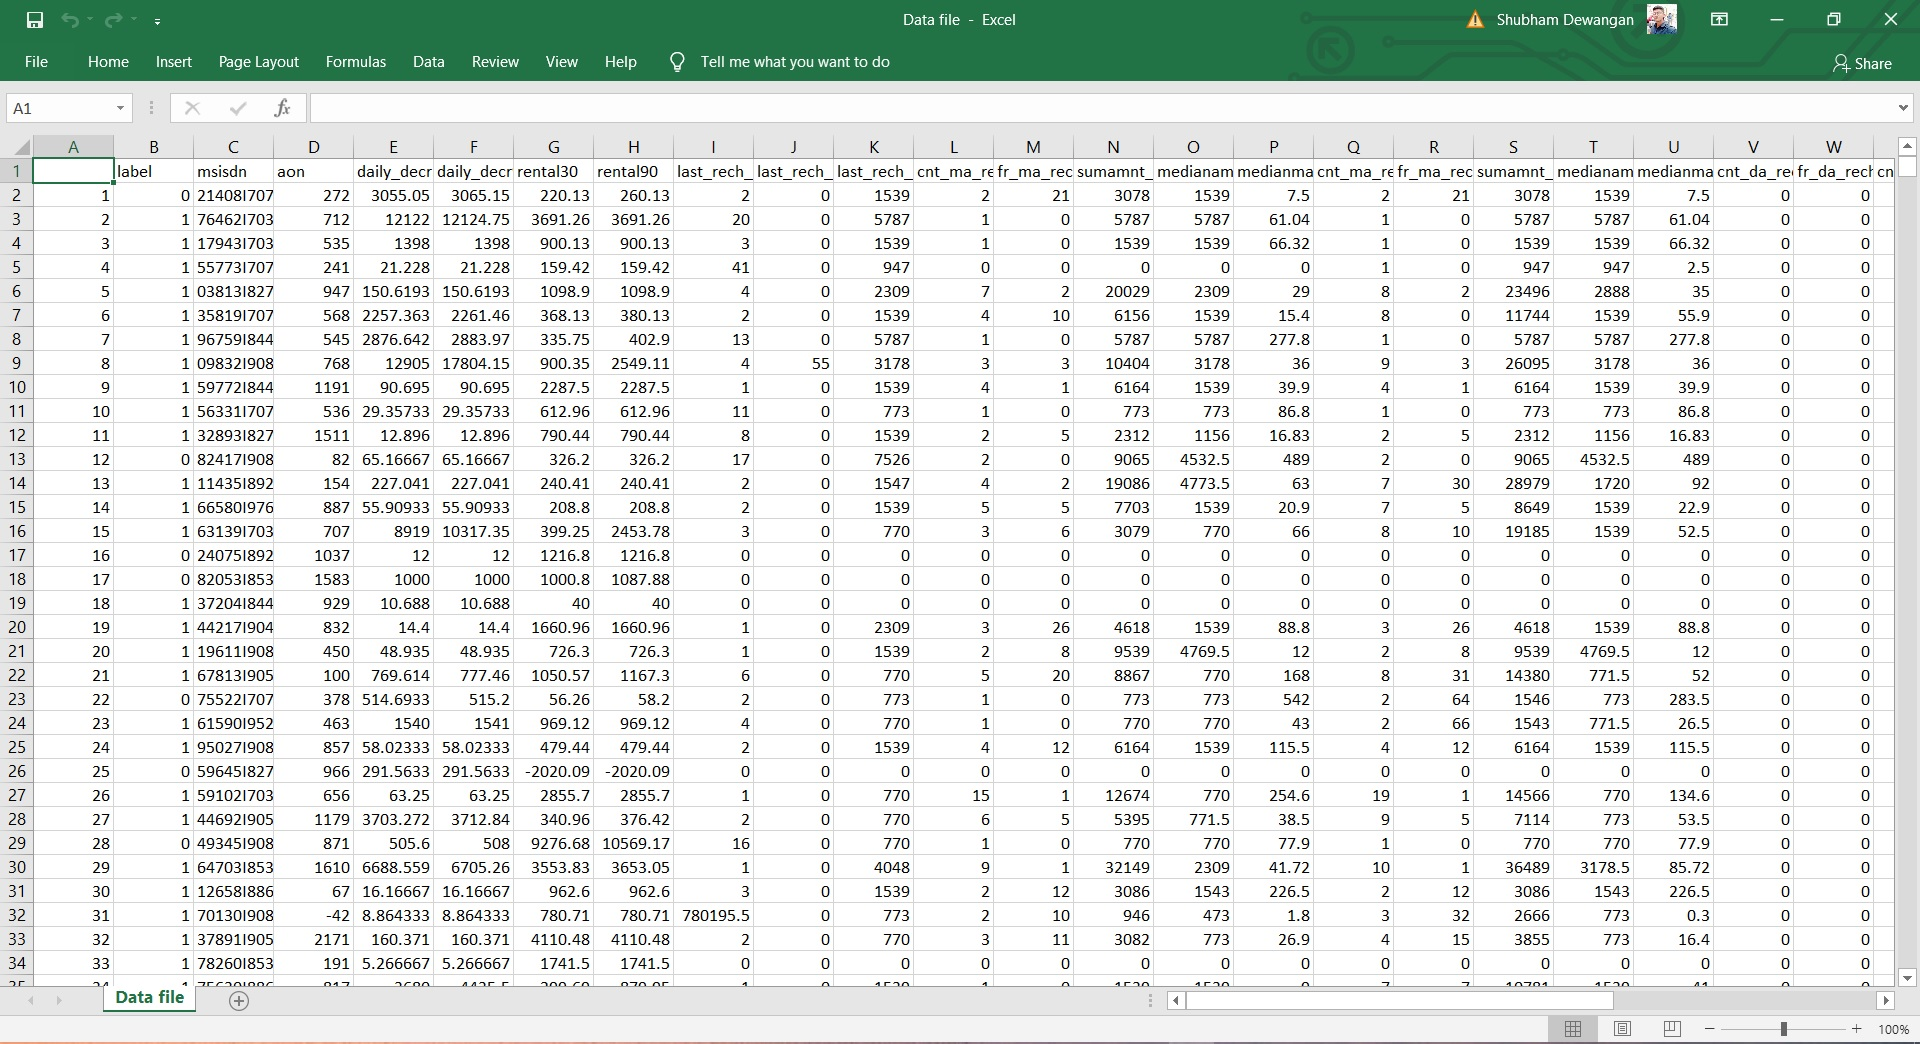 Data file - Excel
Shubham Dewangan
File Home Insert Page Layout Formulas Data Review View Help Tell me what you want to do Share
A1 fx
A B C D E F G H I J K L M N O P Q R S T U V W
1 label msisdn aon daily_decr daily_decr rental30 rental90 last_rech_ last_rech_ last_rech_ cnt_ma_re fr_ma_rec sumamnt_ medianam medianma cnt_ma_re fr_ma_rec sumamnt_ medianam medianma cnt_da_re fr_da_rech cn
2 1 0 21408I707 272 3055.05 3065.15 220.13 260.13 2 0 1539 2 21 3078 1539 7.5 2 21 3078 1539 7.5 0 0
3 2 1 76462I703 712 12122 12124.75 3691.26 3691.26 20 0 5787 1 0 5787 5787 61.04 1 0 5787 5787 61.04 0 0
4 3 1 17943I703 535 1398 1398 900.13 900.13 3 0 1539 1 0 1539 1539 66.32 1 0 1539 1539 66.32 0 0
5 4 1 55773I707 241 21.228 21.228 159.42 159.42 41 0 947 0 0 0 0 0 1 0 947 947 2.5 0 0
6 5 1 03813I827 947 150.6193 150.6193 1098.9 1098.9 4 0 2309 7 2 20029 2309 29 8 2 23496 2888 35 0 0
7 6 1 35819I707 568 2257.363 2261.46 368.13 380.13 2 0 1539 4 10 6156 1539 15.4 8 0 11744 1539 55.9 0 0
8 7 1 96759I844 545 2876.642 2883.97 335.75 402.9 13 0 5787 1 0 5787 5787 277.8 1 0 5787 5787 277.8 0 0
9 8 1 09832I908 768 12905 17804.15 900.35 2549.11 4 55 3178 3 3 10404 3178 36 9 3 26095 3178 36 0 0
10 9 1 59772I844 1191 90.695 90.695 2287.5 2287.5 1 0 1539 4 1 6164 1539 39.9 4 1 6164 1539 39.9 0 0
11 10 1 56331I707 536 29.35733 29.35733 612.96 612.96 11 0 773 1 0 773 773 86.8 1 0 773 773 86.8 0 0
12 11 1 32893I827 1511 12.896 12.896 790.44 790.44 8 0 1539 2 5 2312 1156 16.83 2 5 2312 1156 16.83 0 0
13 12 0 82417I908 82 65.16667 65.16667 326.2 326.2 17 0 7526 2 0 9065 4532.5 489 2 0 9065 4532.5 489 0 0
14 13 1 11435I892 154 227.041 227.041 240.41 240.41 2 0 1547 4 2 19086 4773.5 63 7 30 28979 1720 92 0 0
15 14 1 66580I976 887 55.90933 55.90933 208.8 208.8 2 0 1539 5 5 7703 1539 20.9 7 5 8649 1539 22.9 0 0
16 15 1 63139I703 707 8919 10317.35 399.25 2453.78 3 0 770 3 6 3079 770 66 8 10 19185 1539 52.5 0 0
17 16 0 24075I892 1037 12 12 1216.8 1216.8 0 0 0 0 0 0 0 0 0 0 0 0 0 0 0
18 17 0 82053I853 1583 1000 1000 1000.8 1087.88 0 0 0 0 0 0 0 0 0 0 0 0 0 0 0
19 18 1 37204I844 929 10.688 10.688 40 40 0 0 0 0 0 0 0 0 0 0 0 0 0 0 0
20 19 1 44217I904 832 14.4 14.4 1660.96 1660.96 1 0 2309 3 26 4618 1539 88.8 3 26 4618 1539 88.8 0 0
21 20 1 19611I908 450 48.935 48.935 726.3 726.3 1 0 1539 2 8 9539 4769.5 12 2 8 9539 4769.5 12 0 0
22 21 1 67813I905 100 769.614 777.46 1050.57 1167.3 6 0 770 5 20 8867 770 168 8 31 14380 771.5 52 0 0
23 22 0 75522I707 378 514.6933 515.2 56.26 58.2 2 0 773 1 0 773 773 542 2 64 1546 773 283.5 0 0
24 23 1 61590I952 463 1540 1541 969.12 969.12 4 0 770 1 0 770 770 43 2 66 1543 771.5 26.5 0 0
25 24 1 95027I908 857 58.02333 58.02333 479.44 479.44 2 0 1539 4 12 6164 1539 115.5 4 12 6164 1539 115.5 0 0
26 25 0 59645I827 966 291.5633 291.5633 -2020.09 -2020.09 0 0 0 0 0 0 0 0 0 0 0 0 0 0 0
27 26 1 59102I703 656 63.25 63.25 2855.7 2855.7 1 0 770 15 1 12674 770 254.6 19 1 14566 770 134.6 0 0
28 27 1 44692I905 1179 3703.272 3712.84 340.96 376.42 2 0 770 6 5 5395 771.5 38.5 9 5 7114 773 53.5 0 0
29 28 0 49345I908 871 505.6 508 9276.68 10569.17 16 0 770 1 0 770 770 77.9 1 0 770 770 77.9 0 0
30 29 1 64703I853 1610 6688.559 6705.26 3553.83 3653.05 1 0 4048 9 1 32149 2309 41.72 10 1 36489 3178.5 85.72 0 0
31 30 1 12658I886 67 16.16667 16.16667 962.6 962.6 3 0 1539 2 12 3086 1543 226.5 2 12 3086 1543 226.5 0 0
32 31 1 70130I908 -42 8.864333 8.864333 780.71 780.71 780195.5 0 773 2 10 946 473 1.8 3 32 2666 773 0.3 0 0
33 32 1 37891I905 2171 160.371 160.371 4110.48 4110.48 2 0 770 3 11 3082 773 26.9 4 15 3855 773 16.4 0 0
34 33 1 78260I853 191 5.266667 5.266667 1741.5 1741.5 0 0 0 0 0 0 0 0 0 0 0 0 0 0 0
Data file
100%